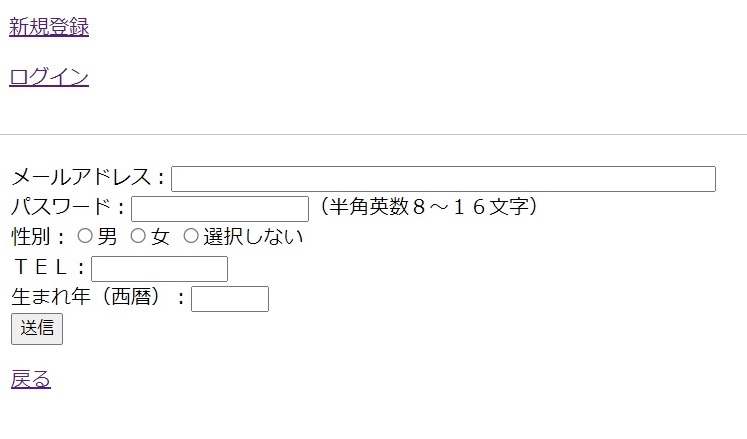 新規登録
ログイン
メールアドレス：
パスワード：（半角英数８～１６文字）
性別：男 女 選択しない
ＴＥＬ：
生まれ年（西暦）：
送信
戻る